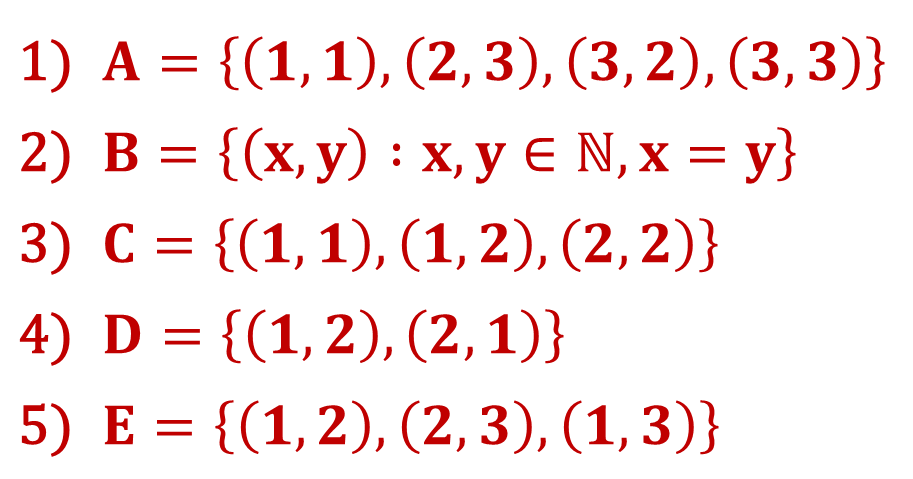 1) A = {(1, 1), (2, 3), (3, 2), (3, 3)}
2) B = {(x, y) : x, y ∈ ℕ, x = y}
3) C = {(1, 1), (1, 2), (2, 2)}
4) D = {(1, 2), (2, 1)}
5) E = {(1, 2), (2, 3), (1, 3)}